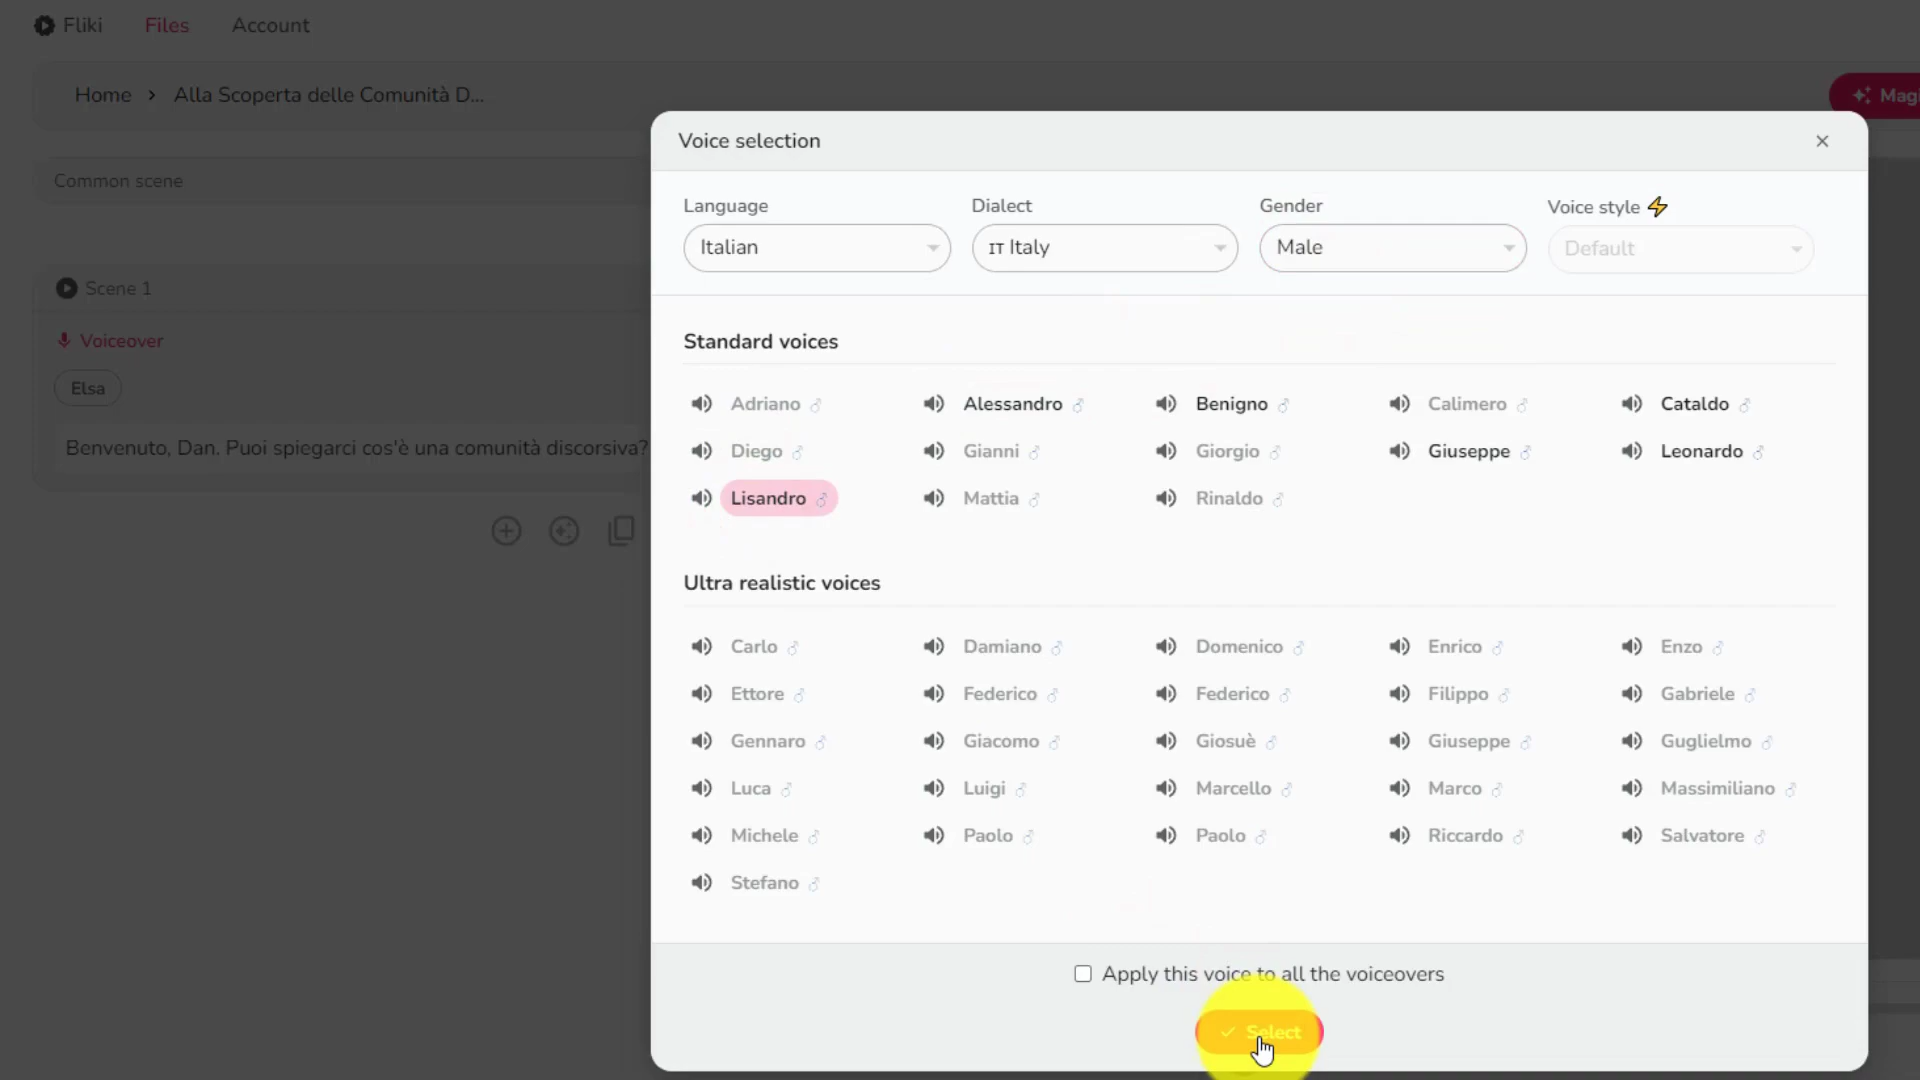 Fliki Files Account
Home > Alla Scoperta delle Comunità D...
Magi
Voice selection
Common scene
Language Dialect Gender Voice style
Italian IT Italy Male Default
Scene 1
Voiceover
Elsa
Benvenuto, Dan. Puoi spiegarci cos'è una comunità discorsiva?
Standard voices
Adriano Alessandro Benigno Calimero Cataldo
Diego Gianni Giorgio Giuseppe Leonardo
Lisandro Mattia Rinaldo
Ultra realistic voices
Carlo Damiano Domenico Enrico Enzo
Ettore Federico Federico Filippo Gabriele
Gennaro Giacomo Giosuè Giuseppe Guglielmo
Luca Luigi Marcello Marco Massimiliano
Michele Paolo Paolo Riccardo Salvatore
Stefano
Apply this voice to all the voiceovers
Select